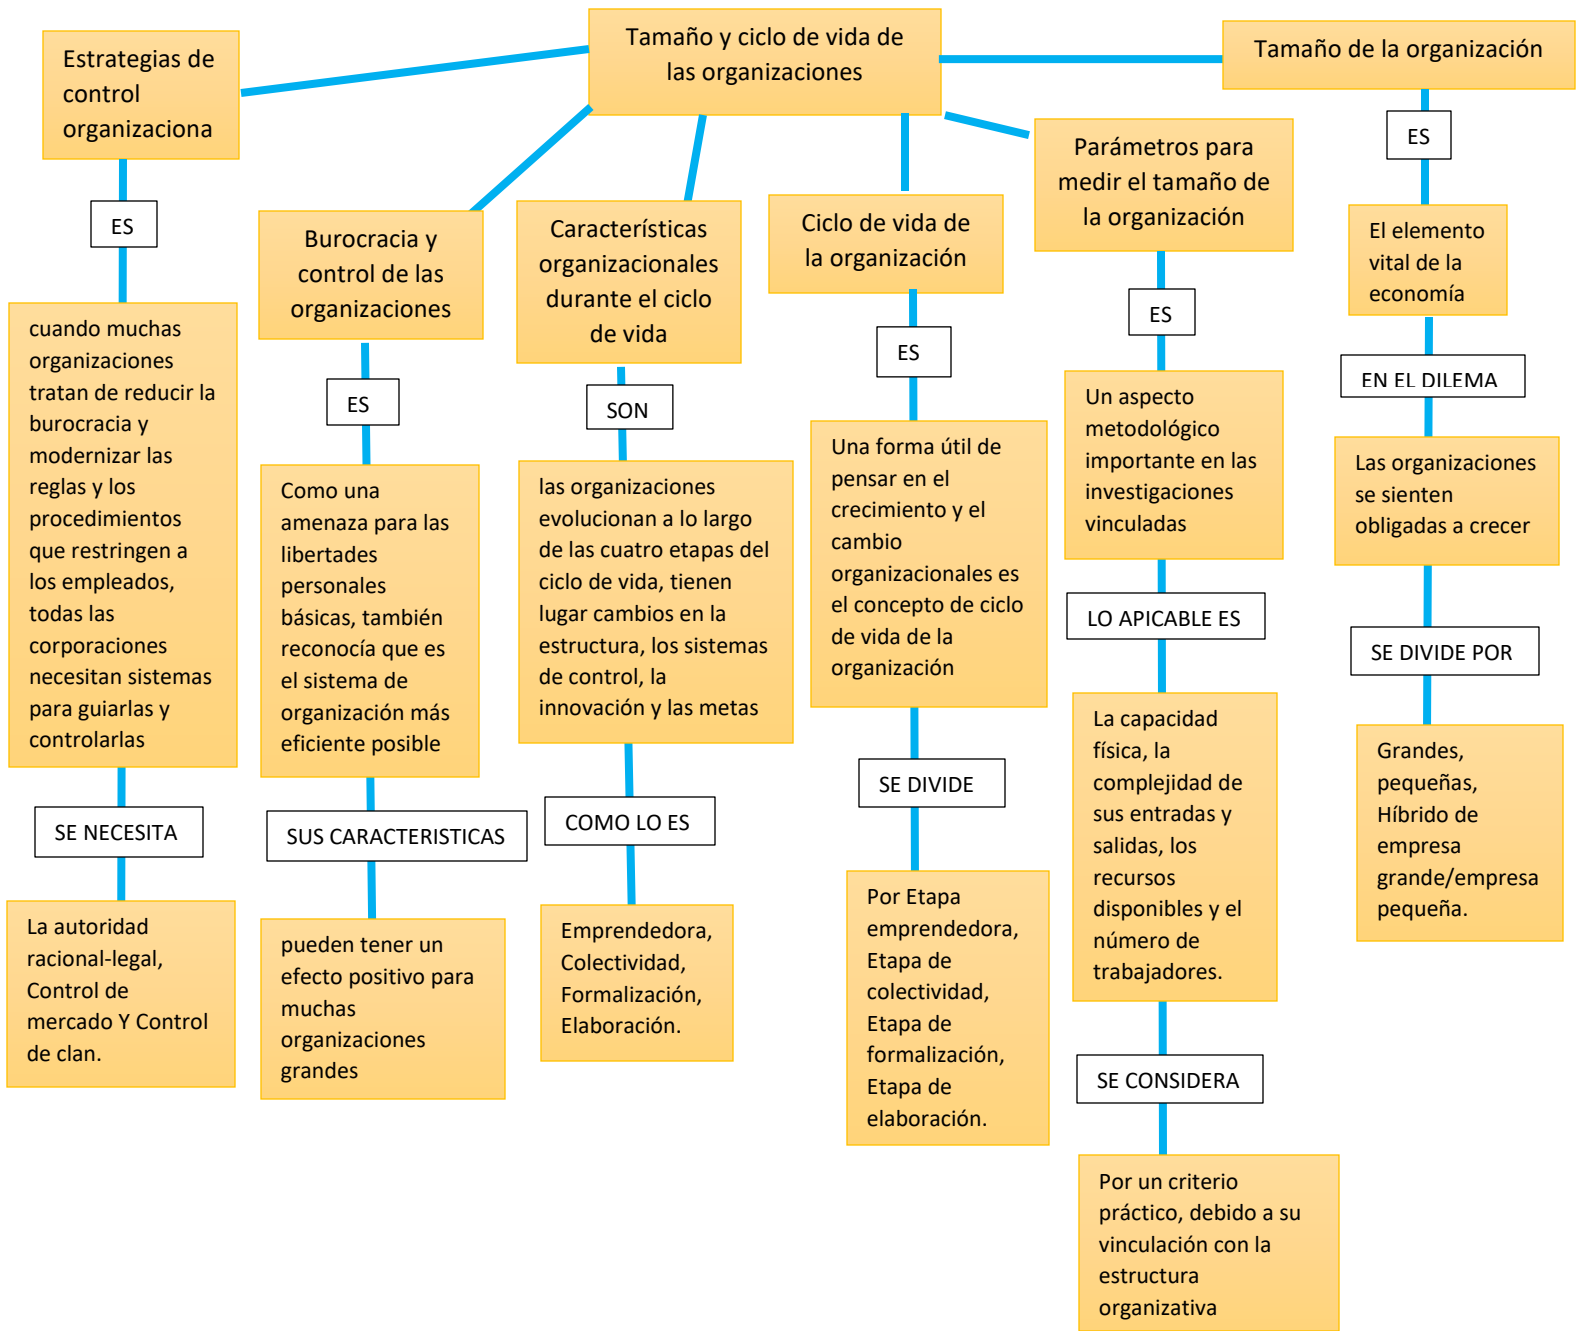 Tamaño y ciclo de vida de
las organizaciones
Estrategias de
control
organizaciona
ES
cuando muchas
organizaciones
tratan de reducir la
burocracia y
modernizar las
reglas y los
procedimientos
que restringen a
los empleados,
todas las
corporaciones
necesitan sistemas
para guiarlas y
controlarlas
SE NECESITA
La autoridad
racional-legal,
Control de
mercado Y Control
de clan.
Burocracia y
control de las
organizaciones
ES
Como una
amenaza para las
libertades
personales
básicas, también
reconocía que es
el sistema de
organización más
eficiente posible
SUS CARACTERISTICAS
pueden tener un
efecto positivo para
muchas
organizaciones
grandes
Características
organizacionales
durante el ciclo
de vida
SON
las organizaciones
evolucionan a lo largo
de las cuatro etapas del
ciclo de vida, tienen
lugar cambios en la
estructura, los sistemas
de control, la
innovación y las metas
COMO LO ES
Emprendedora,
Colectividad,
Formalización,
Elaboración.
Ciclo de vida de
la organización
ES
Una forma útil de
pensar en el
crecimiento y el
cambio
organizacionales es
el concepto de ciclo
de vida de la
organización
SE DIVIDE
Por Etapa
emprendedora,
Etapa de
colectividad,
Etapa de
formalización,
Etapa de
elaboración.
Parámetros para
medir el tamaño de
la organización
ES
Un aspecto
metodológico
importante en las
investigaciones
vinculadas
LO APICABLE ES
La capacidad
física, la
complejidad de
sus entradas y
salidas, los
recursos
disponibles y el
número de
trabajadores.
SE CONSIDERA
Por un criterio
práctico, debido a su
vinculación con la
estructura
organizativa
Tamaño de la organización
ES
El elemento
vital de la
economía
EN EL DILEMA
Las organizaciones
se sienten
obligadas a crecer
SE DIVIDE POR
Grandes,
pequeñas,
Híbrido de
empresa
grande/empresa
pequeña.